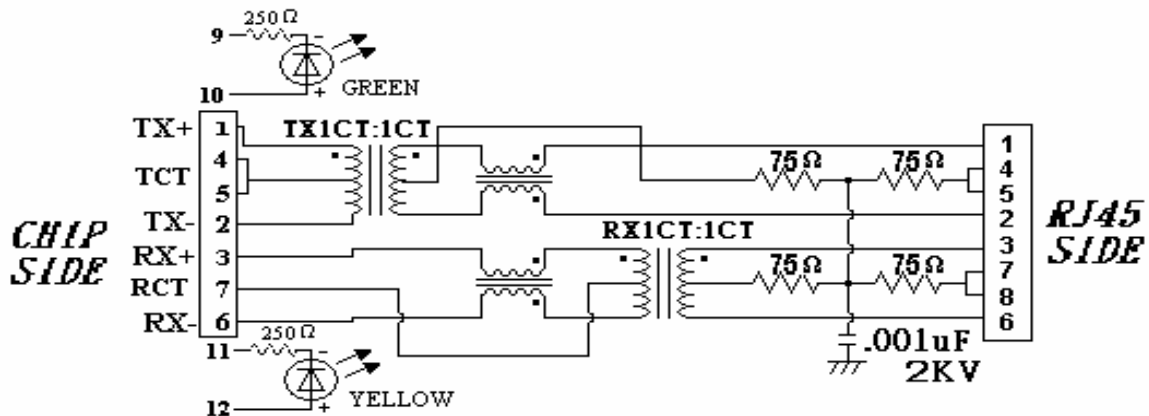 250 Ω
9
-
+
10
GREEN
TX+
1
TX1CT:1CT
1
4
75Ω
75Ω
4
TCT
5
5
TX-
2
2
CHIP
SIDE
RX+
3
RX1CT:1CT
3
RJ45
SIDE
RCT
7
75Ω
75Ω
7
8
RX-
6
6
250 Ω
11
-
+
12
YELLOW
.001uF
2KV